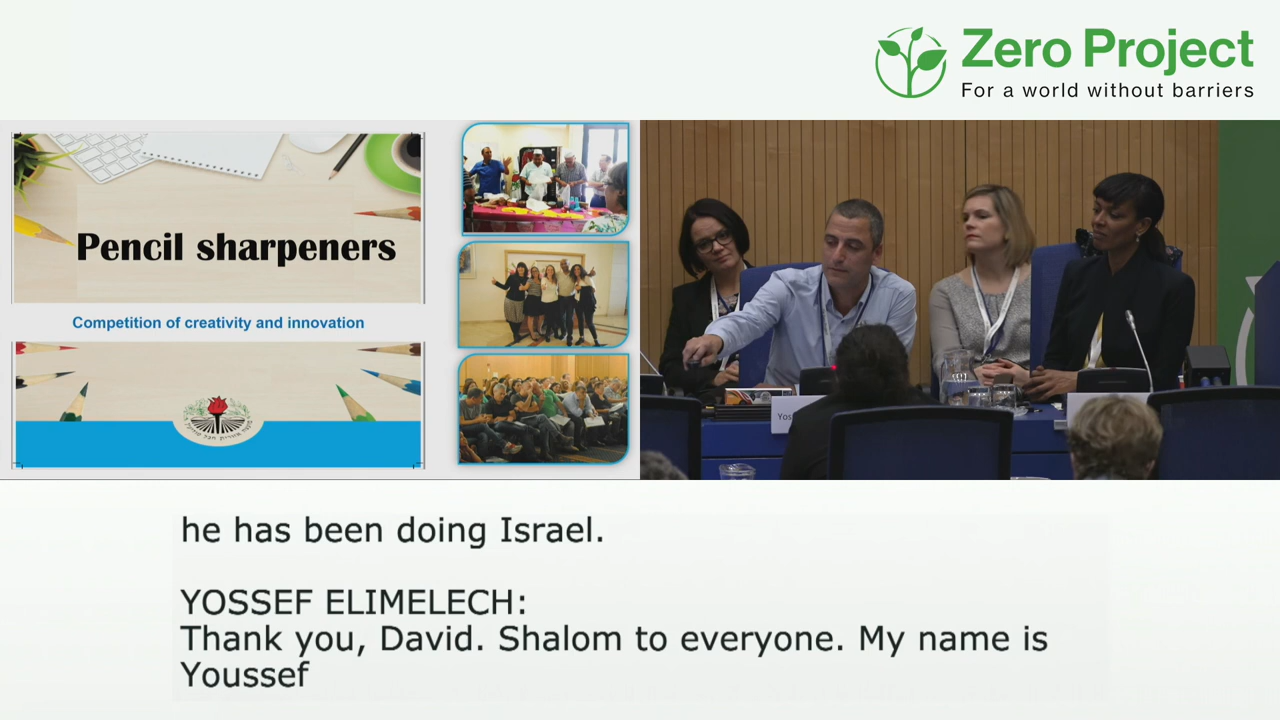 Zero Project
For a world without barriers
Pencil sharpeners
Competition of creativity and innovation
Yos
he has been doing Israel.
YOSSEF ELIMELECH:
Thank you, David. Shalom to everyone. My name is
Youssef